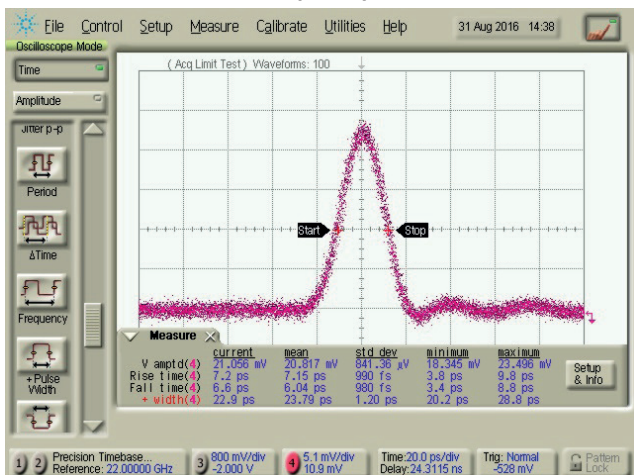 File Control Setup Measure Calibrate Utilities Help 31 Aug 2016 14:38
Oscilloscope Mode
Time
(Acq Limit Test) Waveforms: 100
Amplitude
Jitter p-p
Period
Start Stop
ΔTime
Frequency
Measure
current mean std dev minimum maximum
V amptd(4) 21.056 mV 20.817 mV 841.36 μV 18.345 mV 23.496 mV
Rise time(4) 7.2 ps 7.15 ps 990 fs 3.8 ps 9.8 ps
Fall time(4) 6.6 ps 6.04 ps 980 fs 3.4 ps 8.8 ps
+ width(4) 22.9 ps 23.79 ps 1.20 ps 20.2 ps 28.8 ps
Setup
& Info
+ Pulse
Width
1 2 Precision Timebase... 3 800 mV/div 4 5.1 mV/div Time:20.0 ps/div Trig: Normal Pattern
Reference: 22.00000 GHz -2.000 V 10.9 mV Delay:24.3115 ns -528 mV Lock